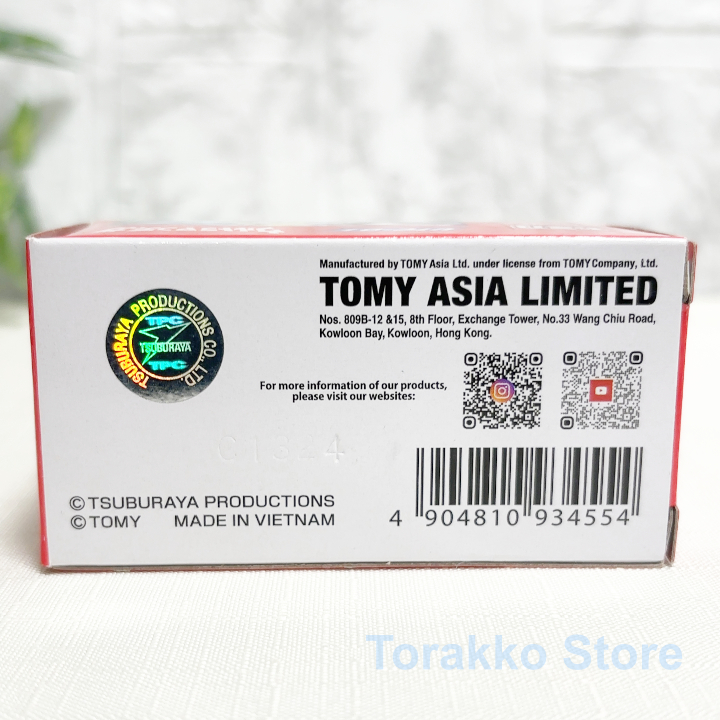 Manufactured by TOMY Asia Ltd. under license from TOMY Company, Ltd.
TOMY ASIA LIMITED
Nos. 809B-12 &15, 8th Floor, Exchange Tower, No.33 Wang Chiu Road,
Kowloon Bay, Kowloon, Hong Kong.
TSUBURAYA PRODUCTIONS CO., LTD.
TPC
TSUBURAYA
TPC
For more information of our products,
please visit our websites:
C1324
© TSUBURAYA PRODUCTIONS
© TOMY MADE IN VIETNAM
4 904810 934554
Torakko Store